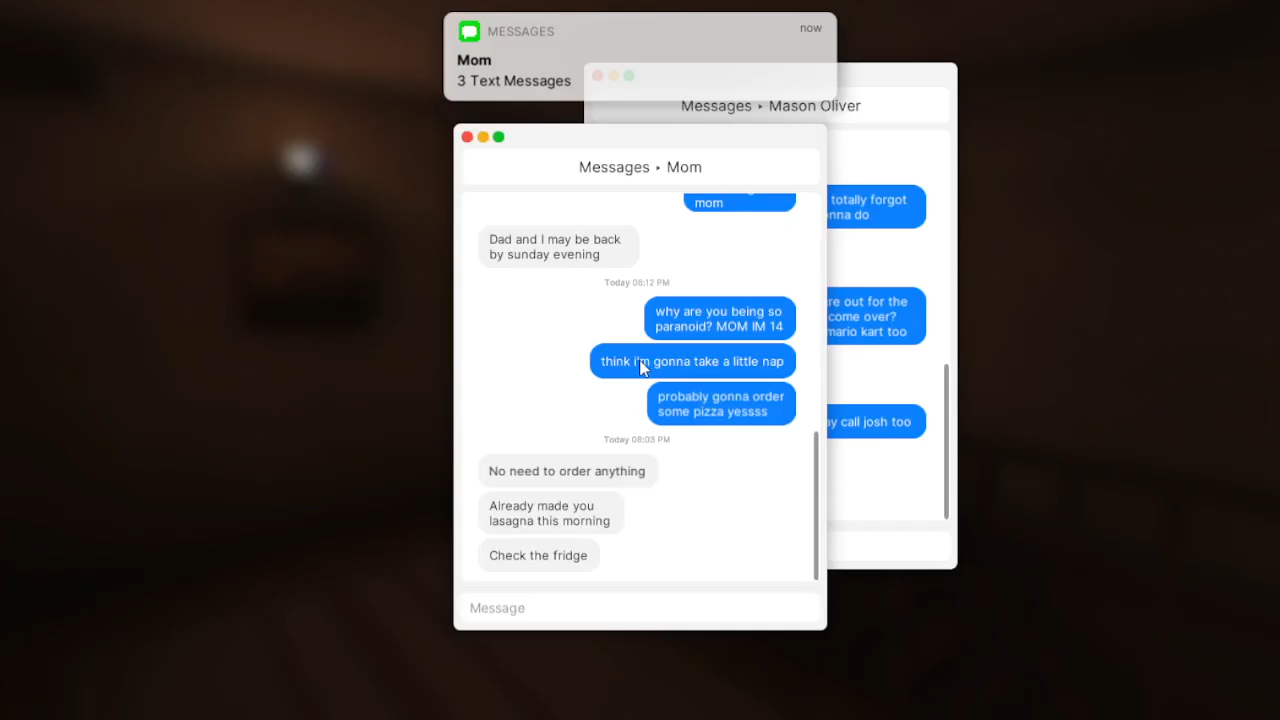 MESSAGES
now
Mom
3 Text Messages
Messages ‣ Mason Oliver
totally forgot
re out for the
come over?
mario kart too
call josh too
Messages ‣ Mom
mom
Dad and I may be back
by sunday evening
Today 06:12 PM
why are you being so
paranoid? MOM IM 14
think i'm gonna take a little nap
probably gonna order
some pizza yessss
Today 08:03 PM
No need to order anything
Already made you
lasagna this morning
Check the fridge
Message